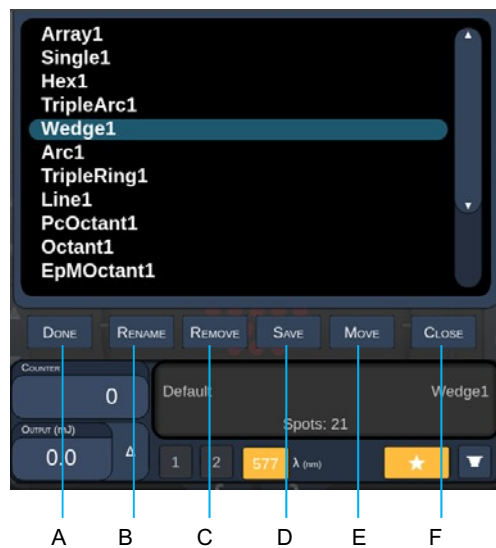 Array1
Single1
Hex1
TripleArc1
Wedge1
Arc1
TripleRing1
Line1
PcOctant1
Octant1
EpMOctant1
DONE RENAME REMOVE SAVE MOVE CLOSE
COUNTER
0
Default Wedge1
Spots: 21
OUTPUT (mJ)
0.0 Δ
1 2 577 λ (nm)
A B C D E F